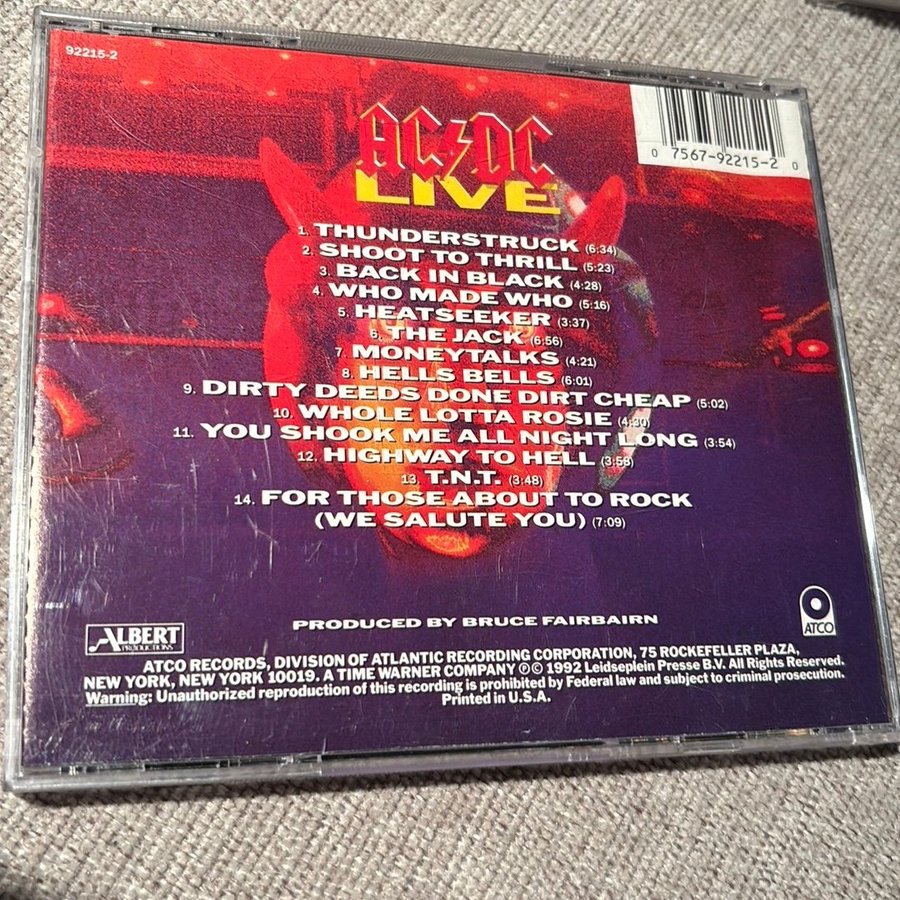 92215-2
0 7567-92215-2 0
AC/DC
LIVE
1. THUNDERSTRUCK (6:34)
2. SHOOT TO THRILL (5:23)
3. BACK IN BLACK (4:28)
4. WHO MADE WHO (5:16)
5. HEATSEEKER (3:37)
6. THE JACK (6:56)
7. MONEYTALKS (4:21)
8. HELLS BELLS (6:01)
9. DIRTY DEEDS DONE DIRT CHEAP (5:02)
10. WHOLE LOTTA ROSIE (4:30)
11. YOU SHOOK ME ALL NIGHT LONG (3:54)
12. HIGHWAY TO HELL (3:58)
13. T.N.T. (3:48)
14. FOR THOSE ABOUT TO ROCK
(WE SALUTE YOU) (7:09)
PRODUCED BY BRUCE FAIRBAIRN
ALBERT
PRODUCTIONS
ATCO
ATCO RECORDS, DIVISION OF ATLANTIC RECORDING CORPORATION, 75 ROCKEFELLER PLAZA,
NEW YORK, NEW YORK 10019. A TIME WARNER COMPANY ℗© 1992 Leidseplein Presse B.V. All Rights Reserved.
Warning: Unauthorized reproduction of this recording is prohibited by Federal law and subject to criminal prosecution.
Printed in U.S.A.